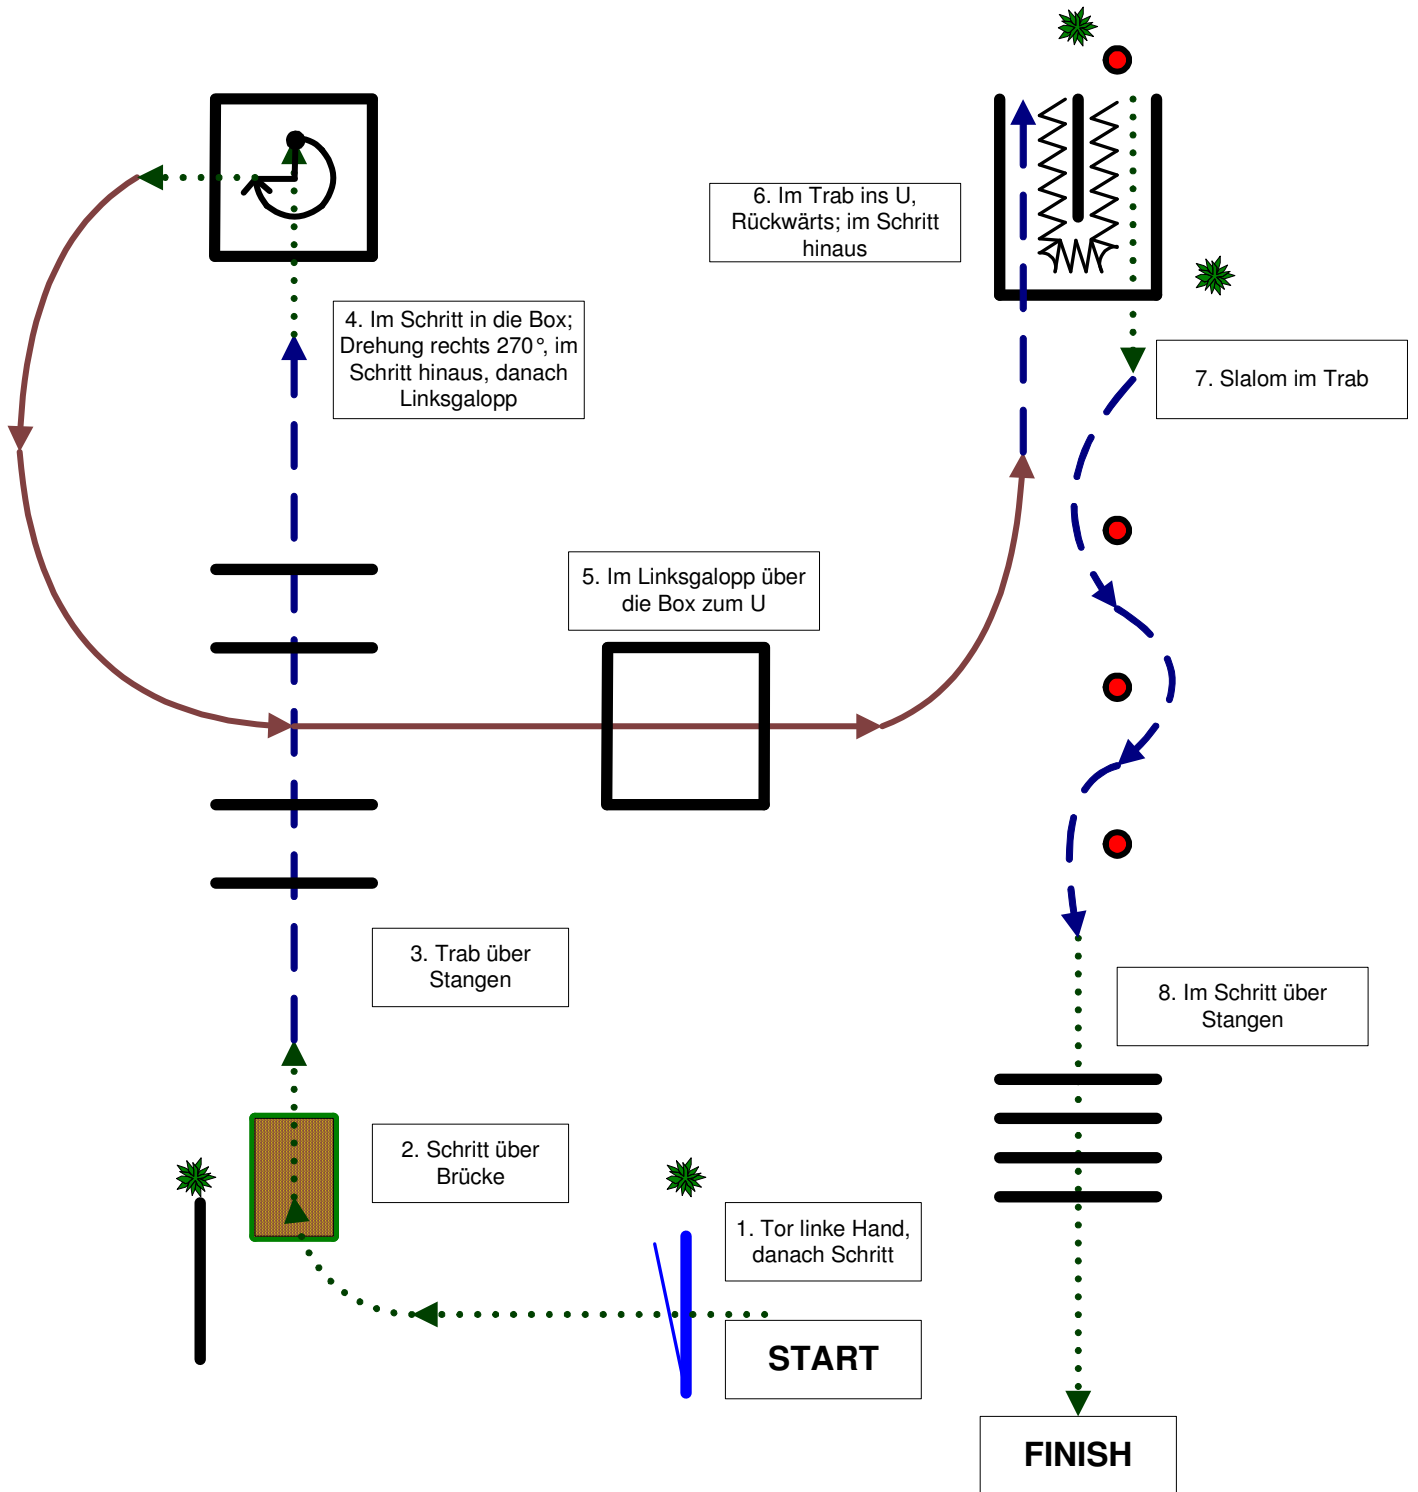 6. Im Trab ins U,
Rückwärts; im Schritt
hinaus
4. Im Schritt in die Box;
Drehung rechts 270°, im
Schritt hinaus, danach
Linksgalopp
7. Slalom im Trab
5. Im Linksgalopp über
die Box zum U
3. Trab über
Stangen
8. Im Schritt über
Stangen
2. Schritt über
Brücke
1. Tor linke Hand,
danach Schritt
START
FINISH